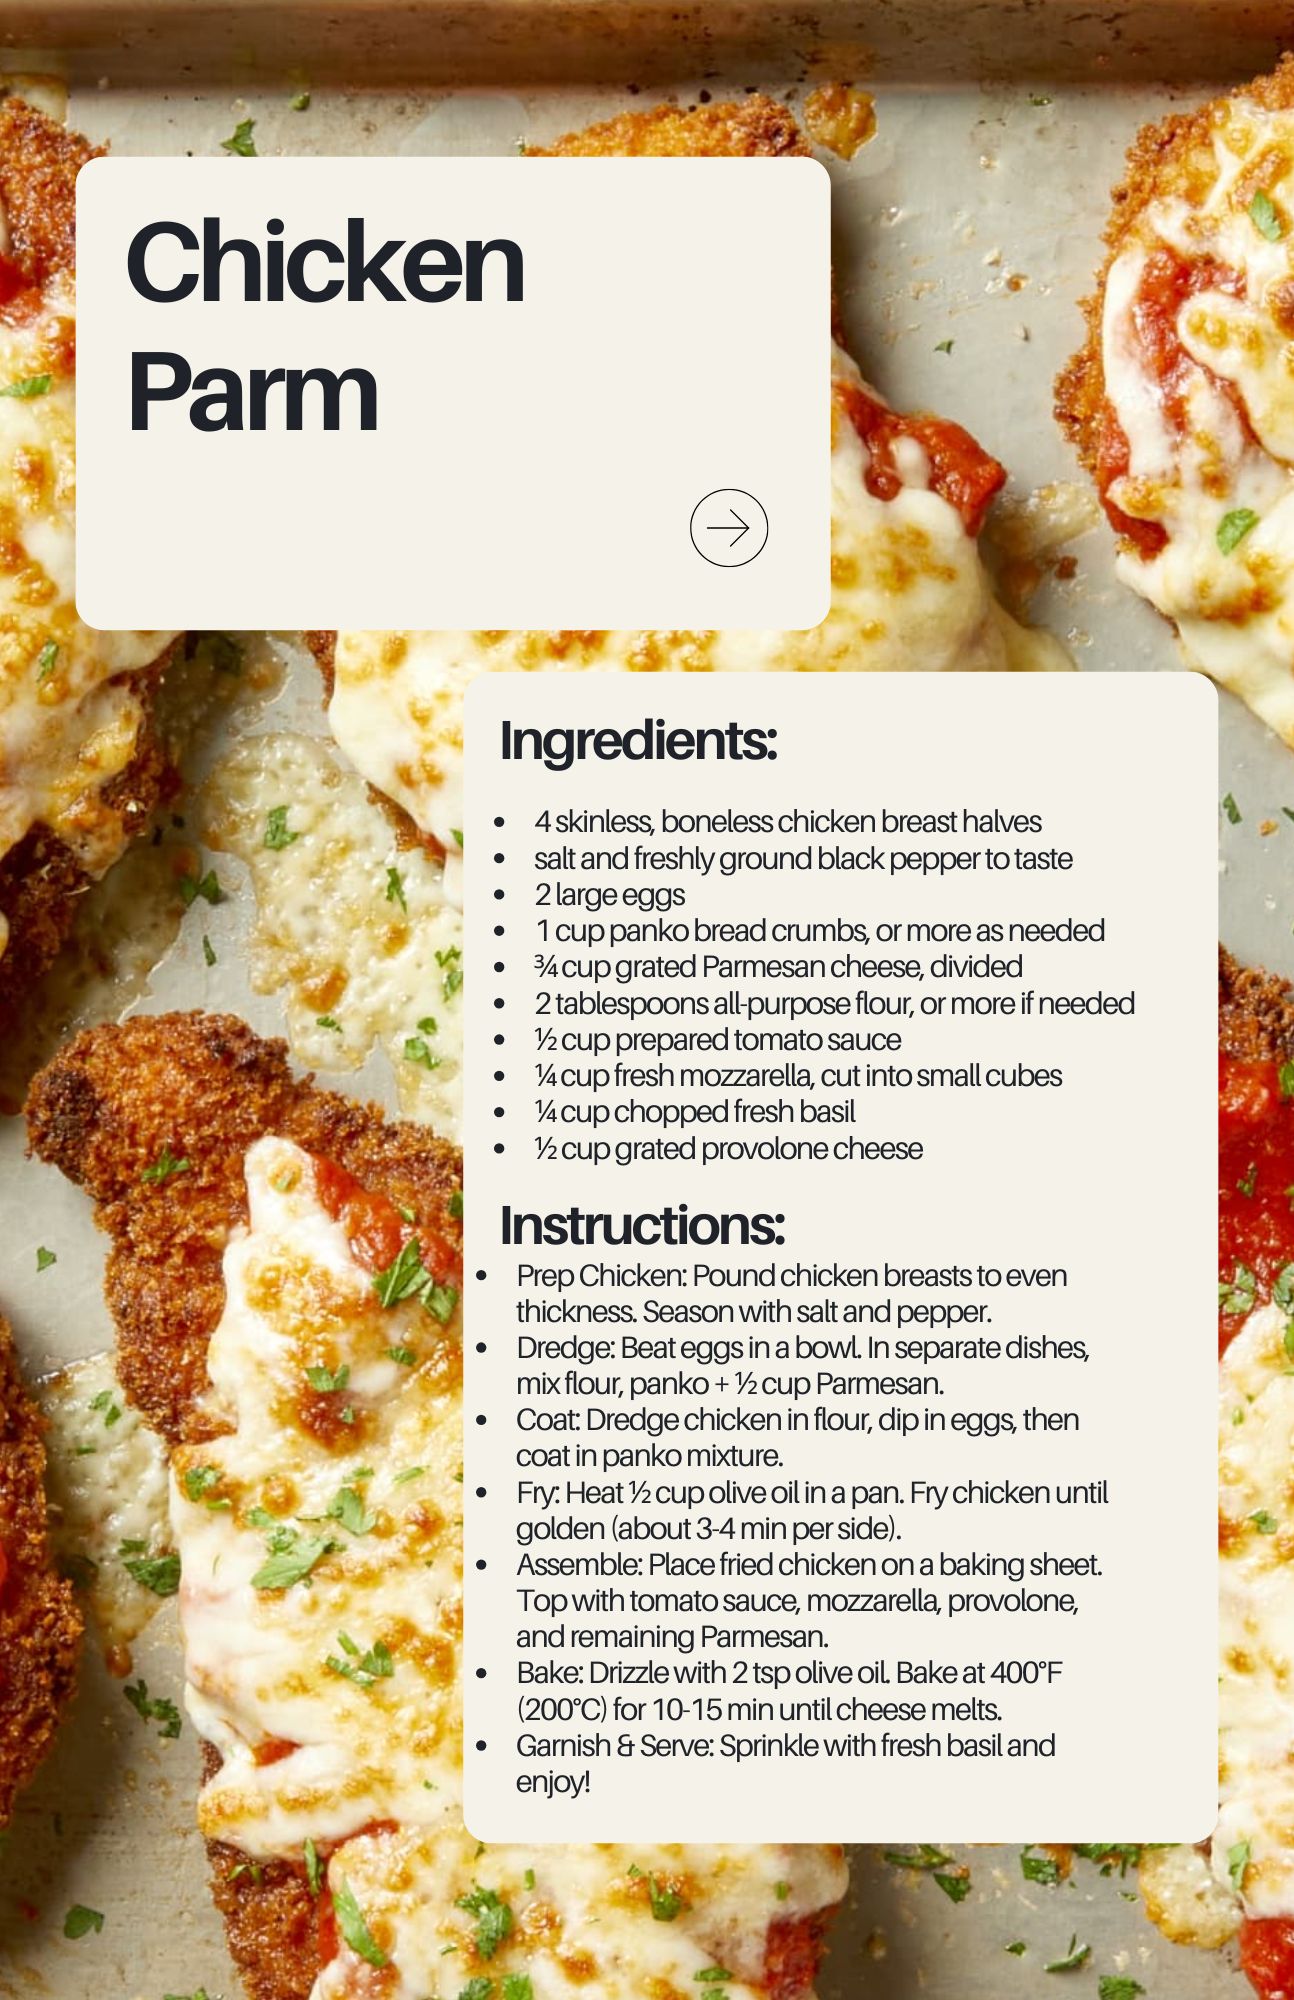 Chicken
Parm
Ingredients:
• 4 skinless, boneless chicken breast halves
• salt and freshly ground black pepper to taste
• 2 large eggs
• 1 cup panko bread crumbs, or more as needed
• ¾ cup grated Parmesan cheese, divided
• 2 tablespoons all-purpose flour, or more if needed
• ½ cup prepared tomato sauce
• ¼ cup fresh mozzarella, cut into small cubes
• ¼ cup chopped fresh basil
• ½ cup grated provolone cheese
Instructions:
• Prep Chicken: Pound chicken breasts to even
thickness. Season with salt and pepper.
• Dredge: Beat eggs in a bowl. In separate dishes,
mix flour, panko + ½ cup Parmesan.
• Coat: Dredge chicken in flour, dip in eggs, then
coat in panko mixture.
• Fry: Heat ½ cup olive oil in a pan. Fry chicken until
golden (about 3-4 min per side).
• Assemble: Place fried chicken on a baking sheet.
Top with tomato sauce, mozzarella, provolone,
and remaining Parmesan.
• Bake: Drizzle with 2 tsp olive oil. Bake at 400°F
(200°C) for 10-15 min until cheese melts.
• Garnish & Serve: Sprinkle with fresh basil and
enjoy!